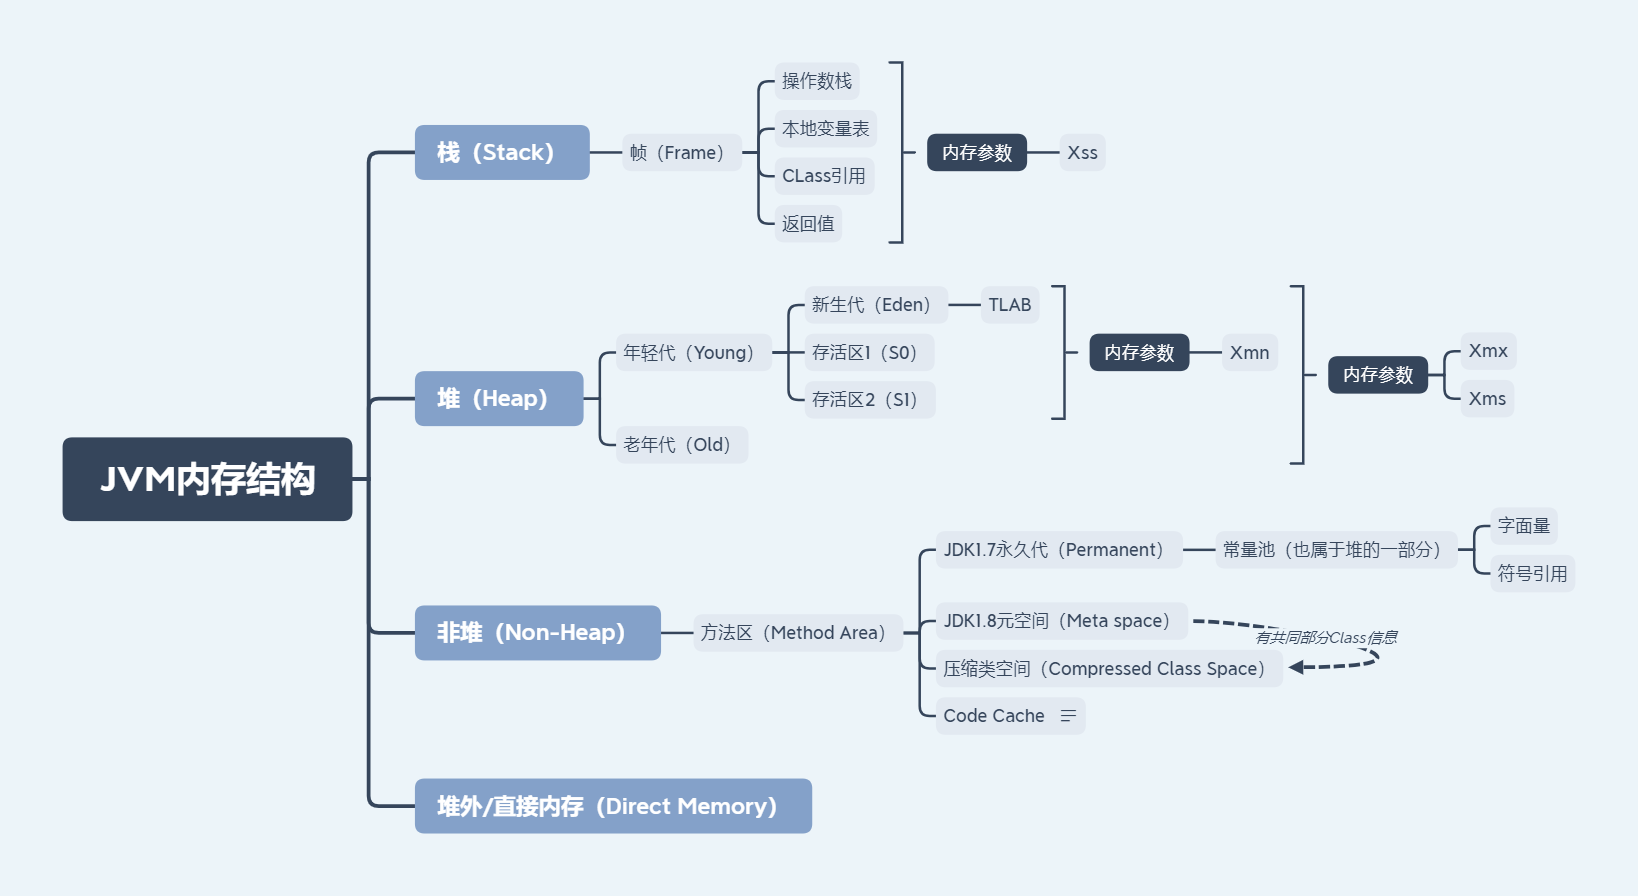 JVM内存结构
栈（Stack）
帧（Frame）
操作数栈
本地变量表
CLass引用
返回值
内存参数
Xss
堆（Heap）
年轻代（Young）
新生代（Eden）
TLAB
存活区1（S0）
存活区2（S1）
内存参数
Xmn
老年代（Old）
内存参数
Xmx
Xms
非堆（Non-Heap）
方法区（Method Area）
JDK1.7永久代（Permanent）
常量池（也属于堆的一部分）
字面量
符号引用
JDK1.8元空间（Meta space）
有共同部分Class信息
压缩类空间（Compressed Class Space）
Code Cache
堆外/直接内存（Direct Memory）